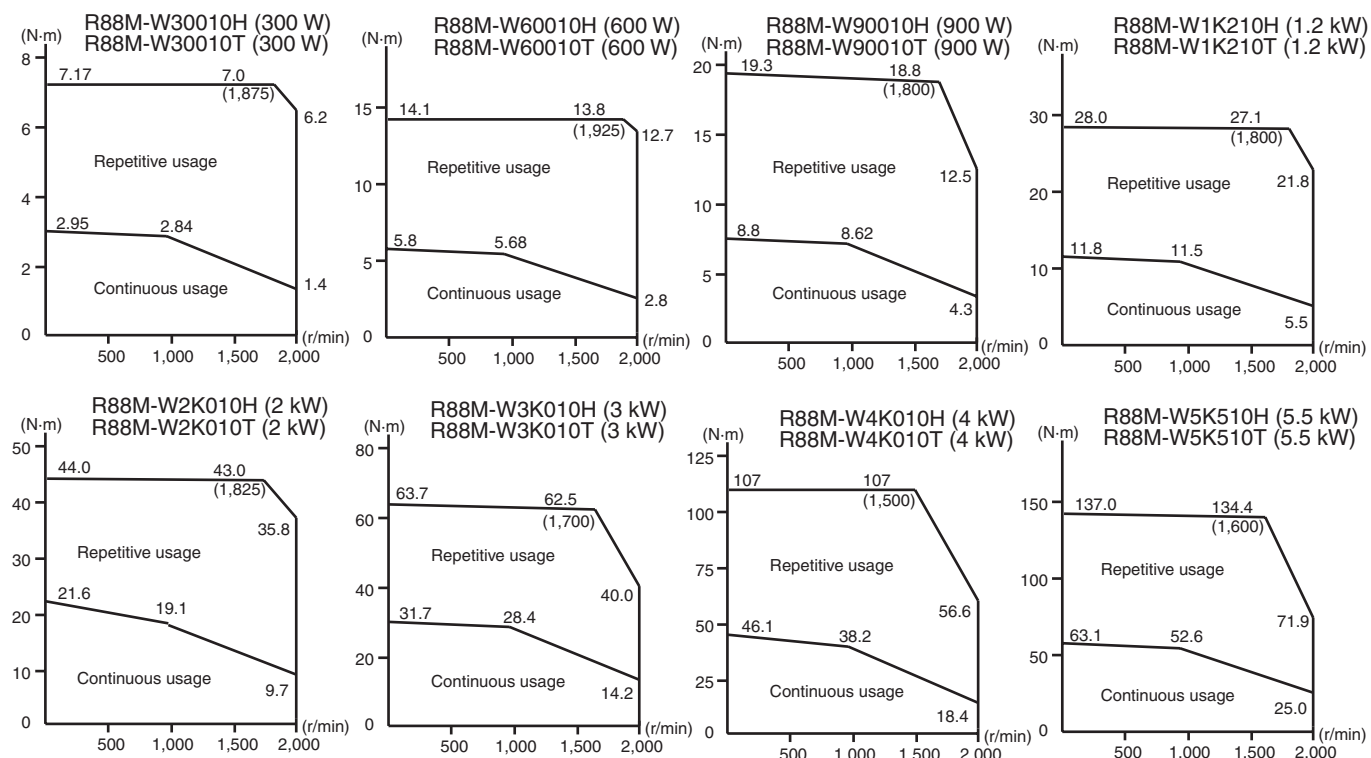 R88M-W30010H (300 W)
R88M-W30010T (300 W)
(N·m)
8
7.17
7.0
(1,875)
6
6.2
Repetitive usage
4
2.95
2.84
2
Continuous usage
1.4
0
500
1,000
1,500
2,000
(r/min)
R88M-W60010H (600 W)
R88M-W60010T (600 W)
(N·m)
15
14.1
13.8
(1,925)
12.7
Repetitive usage
10
5.8
5.68
5
Continuous usage
2.8
0
500
1,000
1,500
2,000
(r/min)
R88M-W90010H (900 W)
R88M-W90010T (900 W)
(N·m)
20
19.3
18.8
(1,800)
15
Repetitive usage
12.5
10
8.8
8.62
5
Continuous usage
4.3
0
500
1,000
1,500
2,000
(r/min)
R88M-W1K210H (1.2 kW)
R88M-W1K210T (1.2 kW)
(N·m)
30
28.0
27.1
(1,800)
Repetitive usage
21.8
20
11.8
11.5
10
Continuous usage
5.5
0
500
1,000
1,500
2,000
(r/min)
R88M-W2K010H (2 kW)
R88M-W2K010T (2 kW)
(N·m)
50
44.0
43.0
(1,825)
40
35.8
Repetitive usage
30
21.6
19.1
20
Continuous usage
10
9.7
0
500
1,000
1,500
2,000
(r/min)
R88M-W3K010H (3 kW)
R88M-W3K010T (3 kW)
(N·m)
80
63.7
62.5
(1,700)
60
Repetitive usage
40
40.0
31.7
28.4
20
Continuous usage
14.2
0
500
1,000
1,500
2,000
(r/min)
R88M-W4K010H (4 kW)
R88M-W4K010T (4 kW)
(N·m)
125
107
107
(1,500)
100
75
Repetitive usage
56.6
50
46.1
38.2
25
Continuous usage
18.4
0
500
1,000
1,500
2,000
(r/min)
R88M-W5K510H (5.5 kW)
R88M-W5K510T (5.5 kW)
(N·m)
150
137.0
134.4
(1,600)
100
Repetitive usage
71.9
63.1
52.6
50
Continuous usage
25.0
0
500
1,000
1,500
2,000
(r/min)